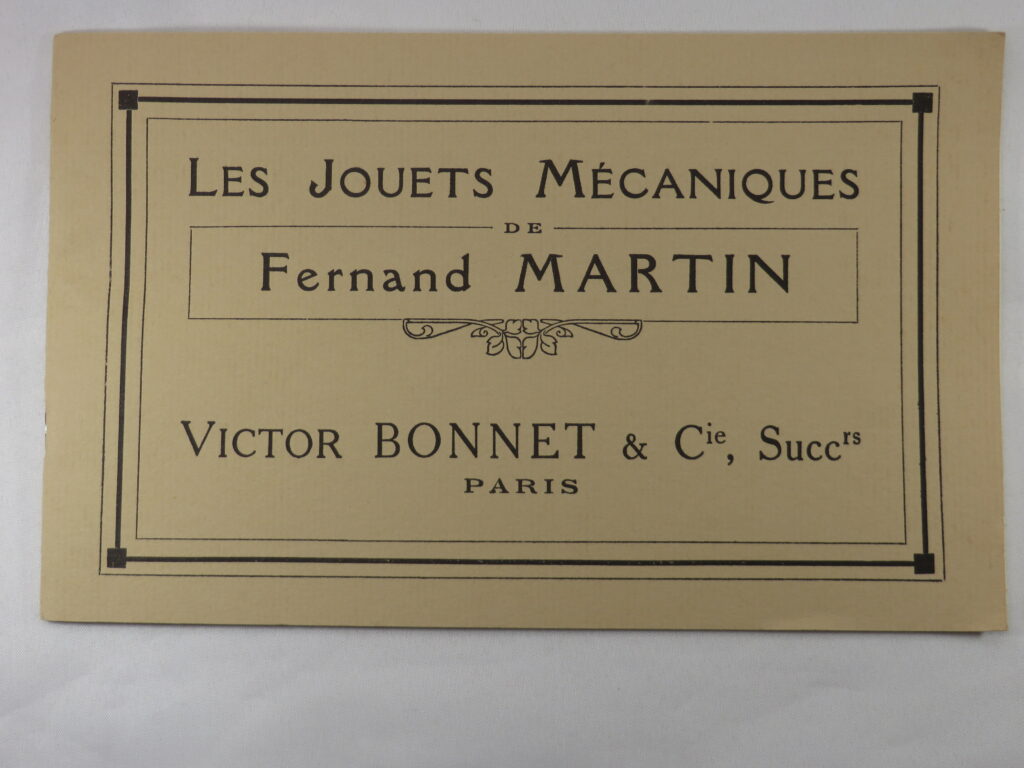 Les Jouets Mécaniques
DE
Fernand MARTIN
Victor BONNET & Cie, Succrs
PARIS